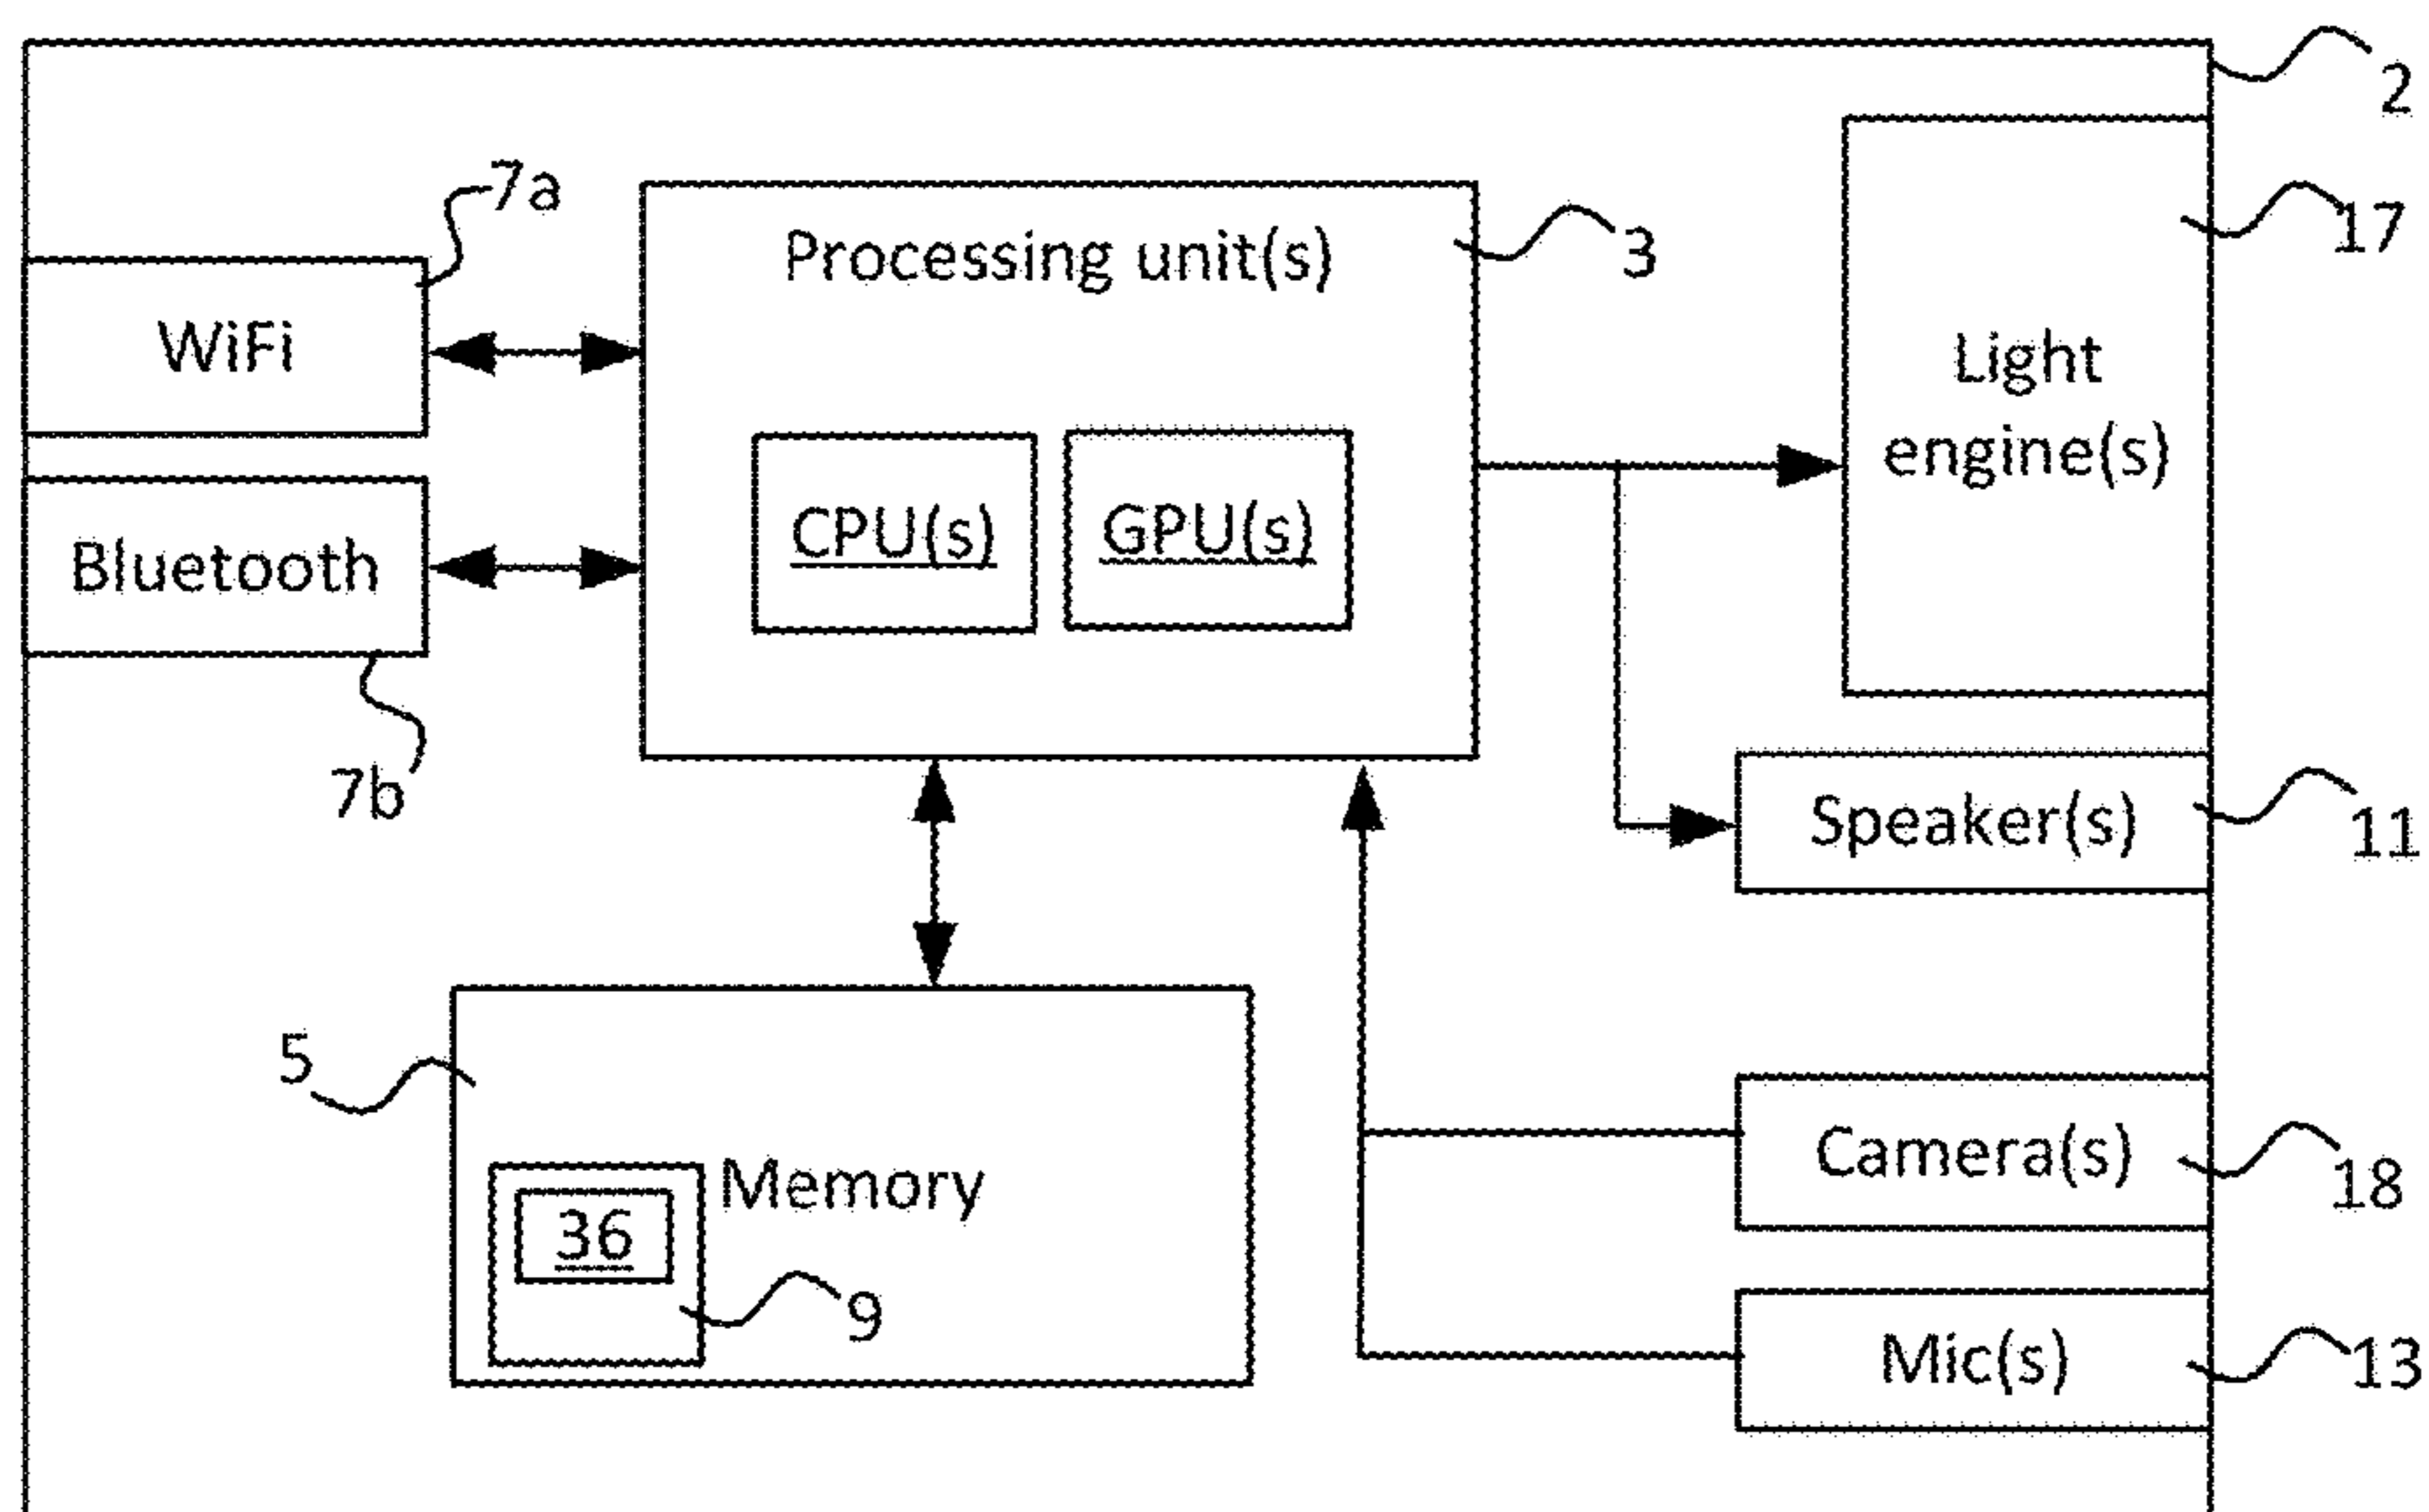 2
7a
Processing unit(s)
3
17
WiFi
Light
engine(s)
CPU(s)
GPU(s)
Bluetooth
7b
Speaker(s)
11
5
Memory
36
9
Camera(s)
18
Mic(s)
13